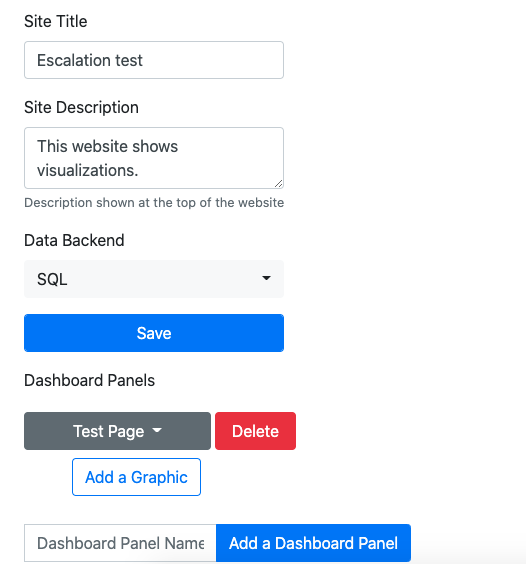 Site Title
Escalation test
Site Description
This website shows
visualizations.
Description shown at the top of the website
Data Backend
SQL
Save
Dashboard Panels
Test Page Delete
Add a Graphic
Dashboard Panel Name Add a Dashboard Panel